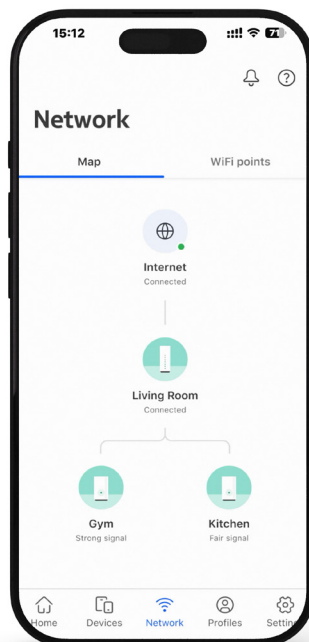 15:12
71
Network
Map
WiFi points
Internet
Connected
Living Room
Connected
Gym
Kitchen
Strong signal
Fair signal
Home
Devices
Network
Profiles
Settin